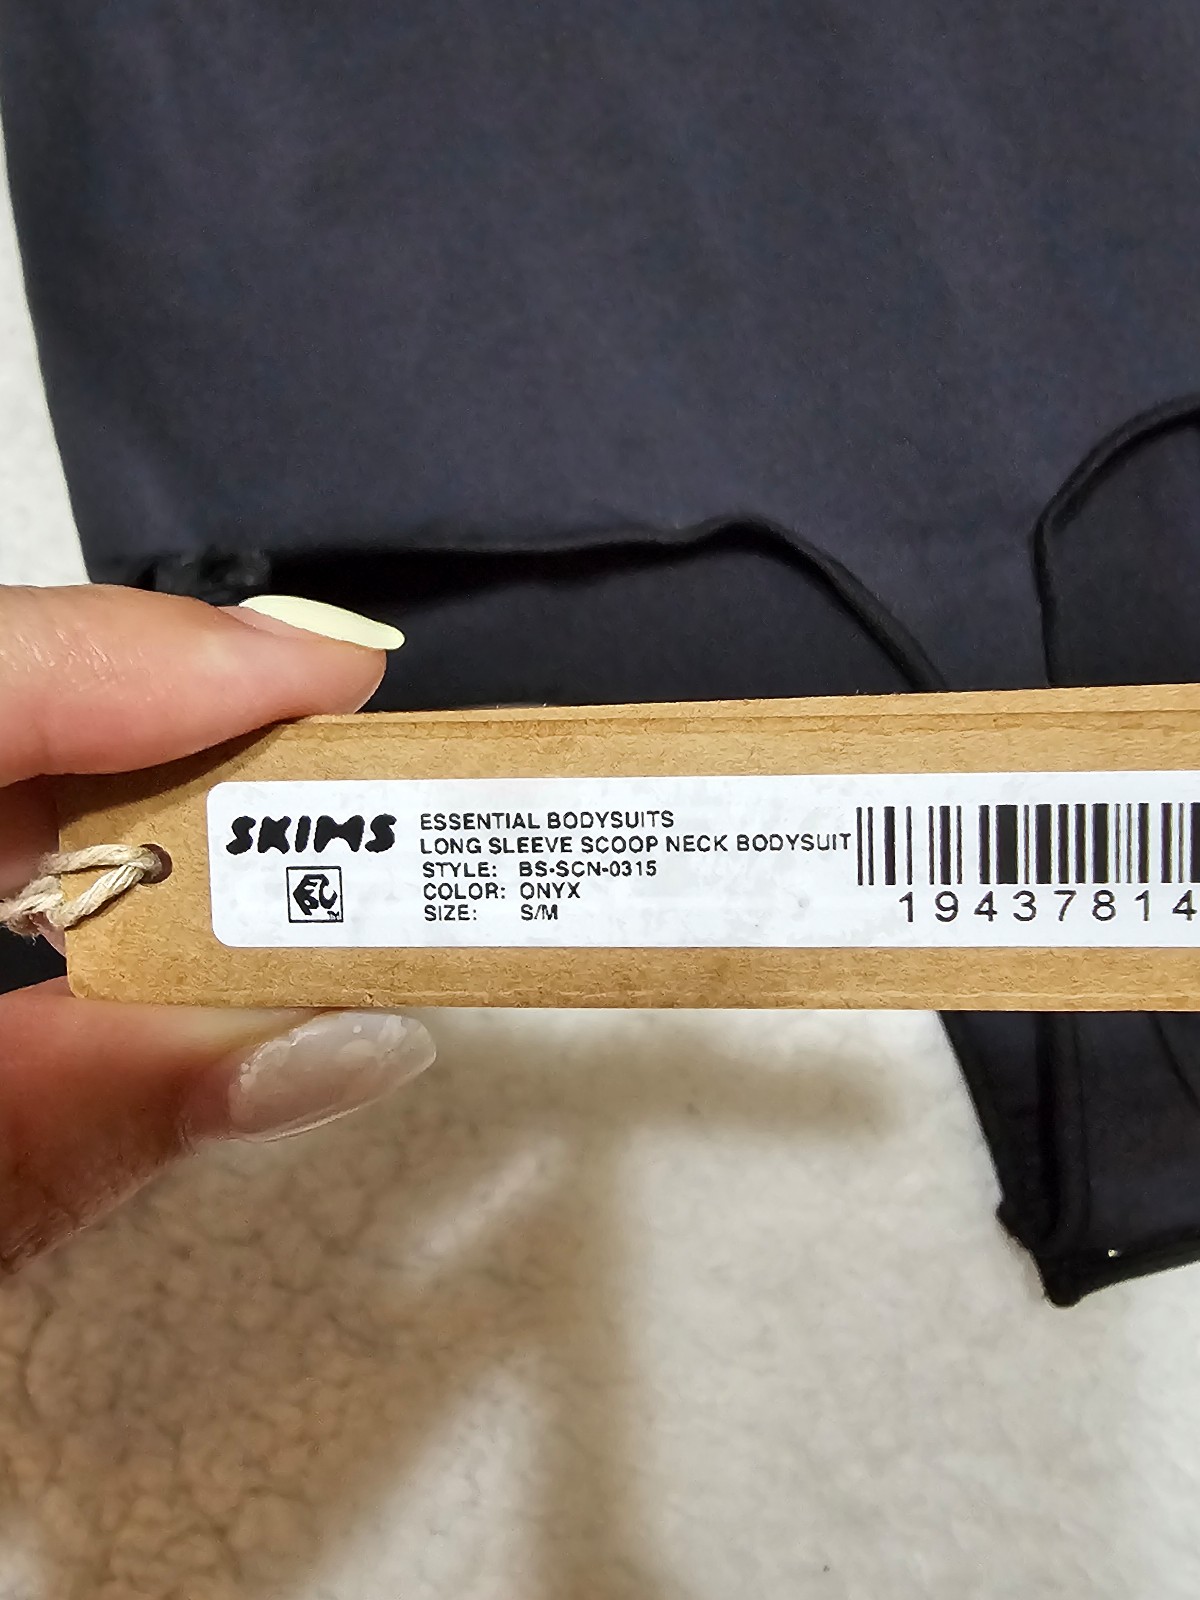 SKIMS
ESSENTIAL BODYSUITS
LONG SLEEVE SCOOP NECK BODYSUIT
STYLE: BS-SCN-0315
COLOR: ONYX
SIZE: S/M
19437814